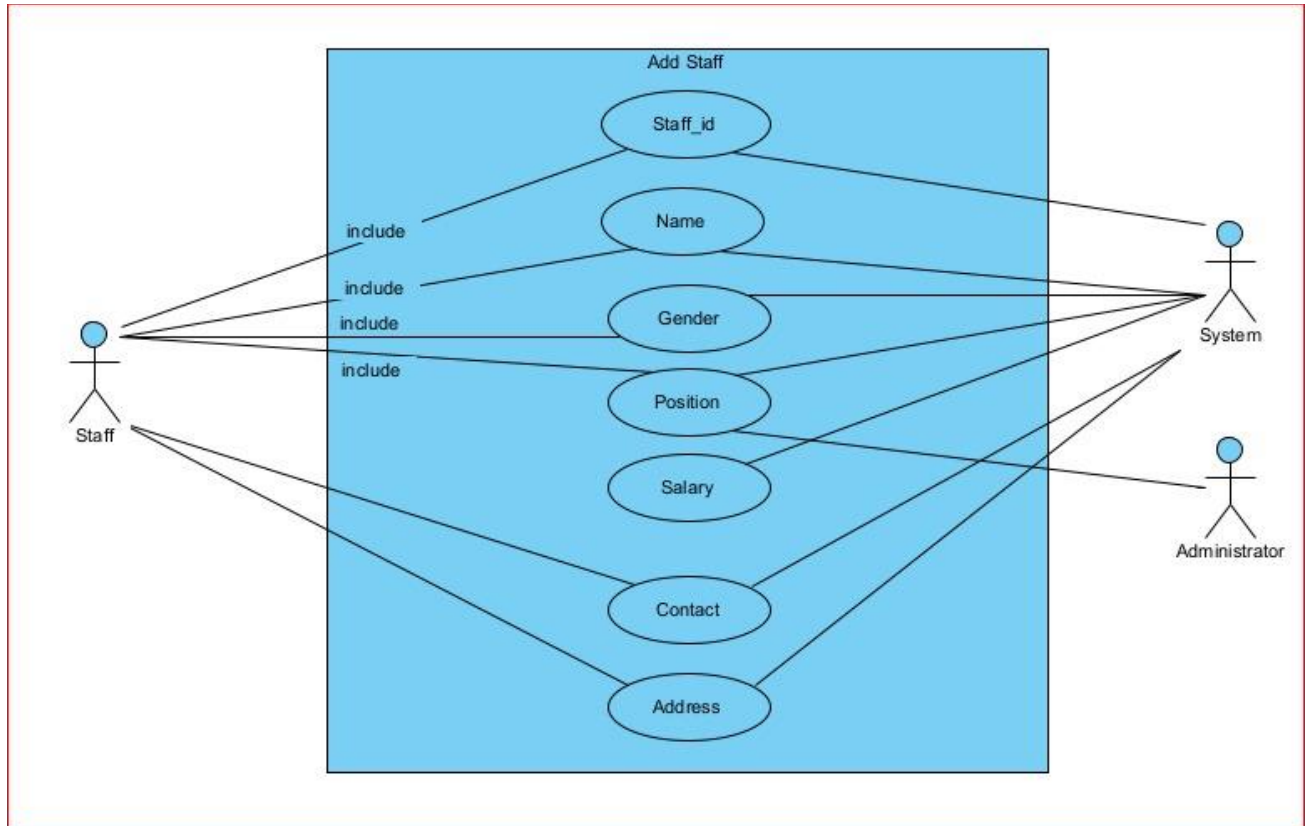 Add Staff
Staff_id
Name
include
include
Gender
include
System
include
Position
Staff
Salary
Administrator
Contact
Address